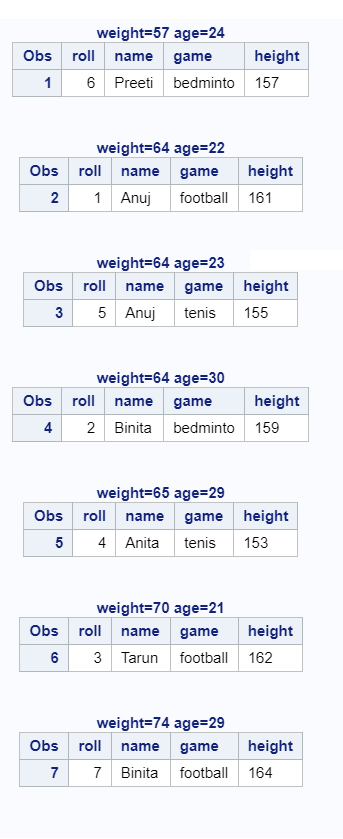 weight=57 age=24
Obs roll name game height
1 6 Preeti bedminto 157
weight=64 age=22
Obs roll name game height
2 1 Anuj football 161
weight=64 age=23
Obs roll name game height
3 5 Anuj tenis 155
weight=64 age=30
Obs roll name game height
4 2 Binita bedminto 159
weight=65 age=29
Obs roll name game height
5 4 Anita tenis 153
weight=70 age=21
Obs roll name game height
6 3 Tarun football 162
weight=74 age=29
Obs roll name game height
7 7 Binita football 164